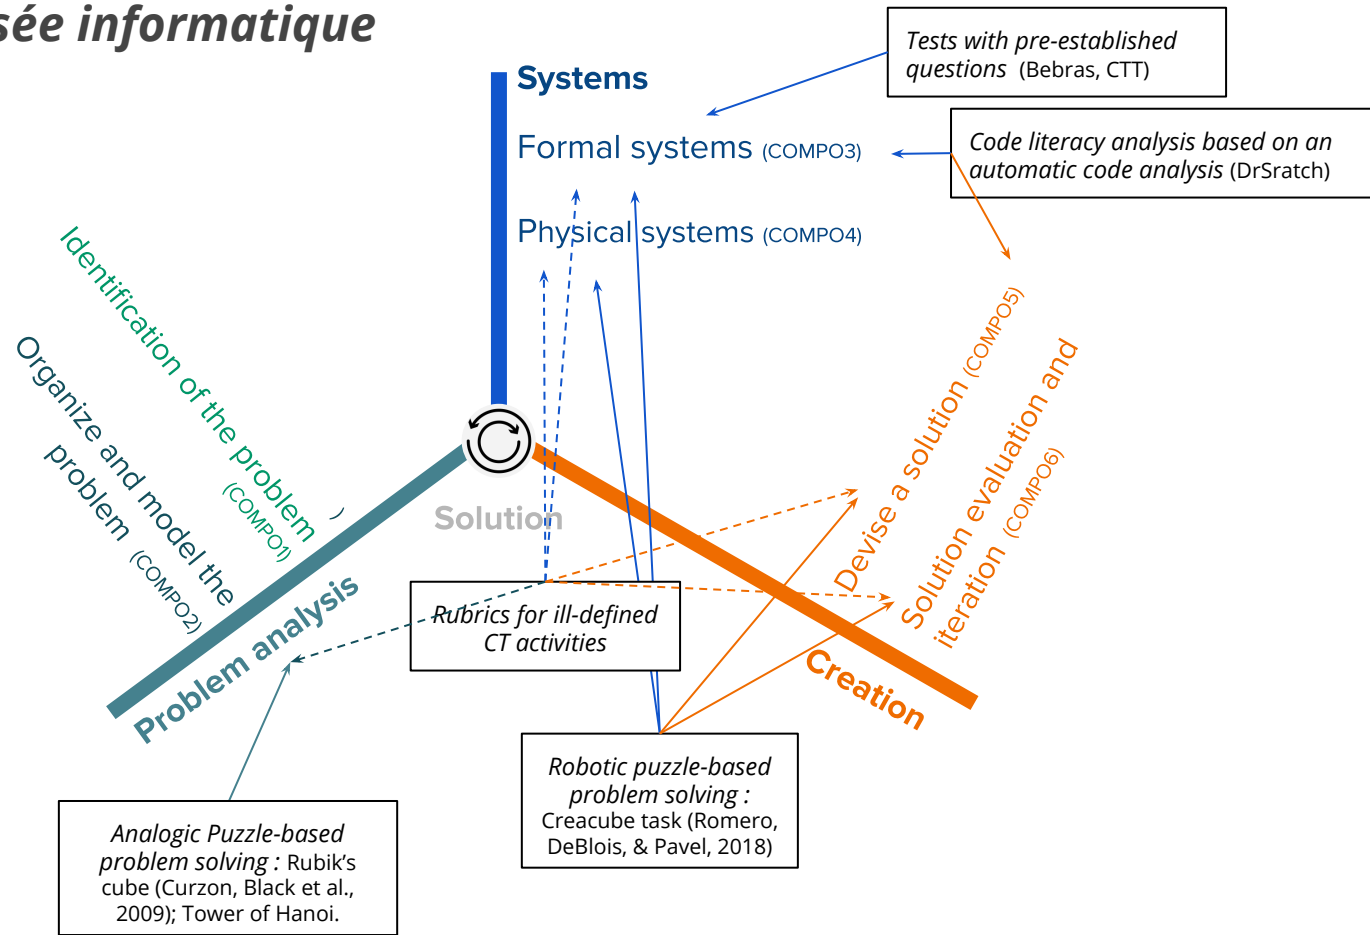 sée informatique
Systems
Formal systems (COMPO3)
Physical systems (COMPO4)
Tests with pre-established
questions (Bebras, CTT)
Code literacy analysis based on an
automatic code analysis (DrSratch)
Identification of the problem
(COMPO1)
)
Organize and model the
problem (COMPO2)
Problem analysis
Solution
Devise a solution (COMPO5)
Solution evaluation and
iteration (COMPO6)
Creation
Rubrics for ill-defined
CT activities
Robotic puzzle-based
problem solving :
Creacube task (Romero,
DeBlois, & Pavel, 2018)
Analogic Puzzle-based
problem solving : Rubik’s
cube (Curzon, Black et al.,
2009); Tower of Hanoi.